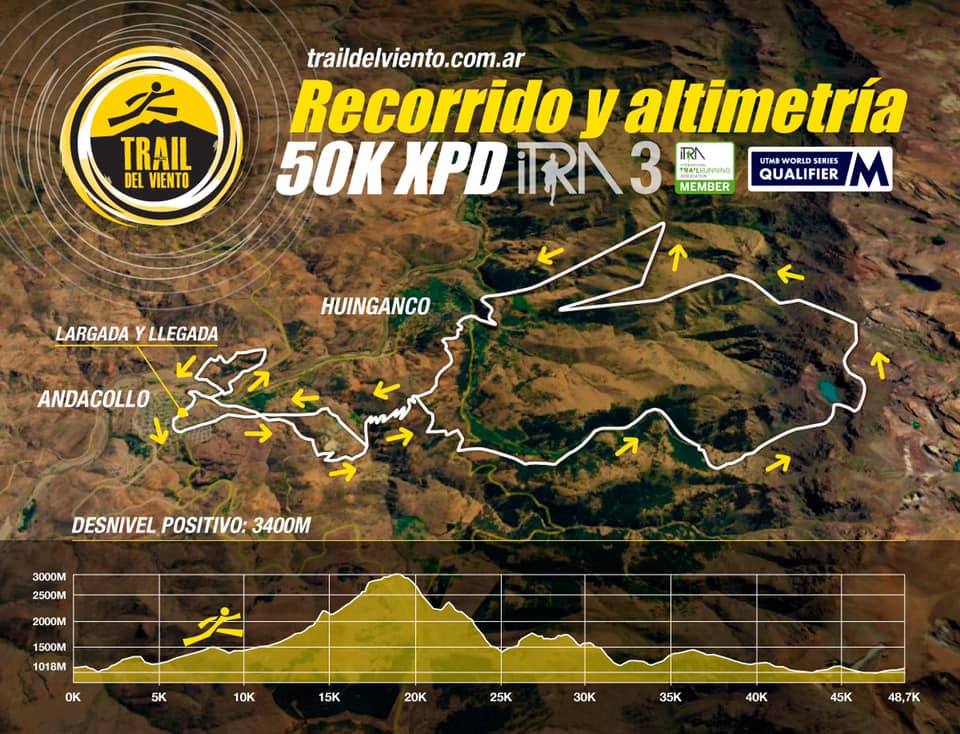 traildelviento.com.ar
Recorrido y altimetría
50K XPD iTRA 3
iTRA
INTERNATIONAL
TRAILRUNNING
ASSOCIATION
MEMBER
UTMB WORLD SERIES
QUALIFIER M
TRAIL
DEL VIENTO
HUINGANCO
LARGADA Y LLEGADA
ANDACOLLO
DESNIVEL POSITIVO: 3400M
3000M
2500M
2000M
1500M
1018M
0K 5K 10K 15K 20K 25K 30K 35K 40K 45K 48,7K